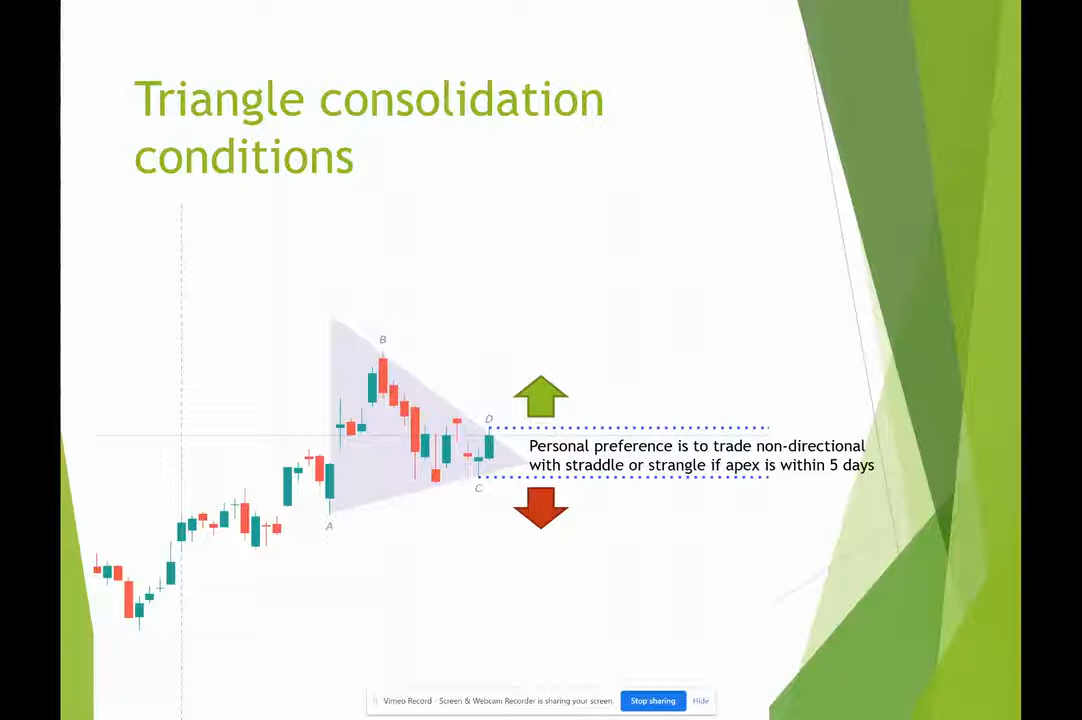 Triangle consolidation
conditions
B
D
Personal preference is to trade non-directional
with straddle or strangle if apex is within 5 days
C
A
Vimeo Record - Screen & Webcam Recorder is sharing your screen. Stop sharing Hide